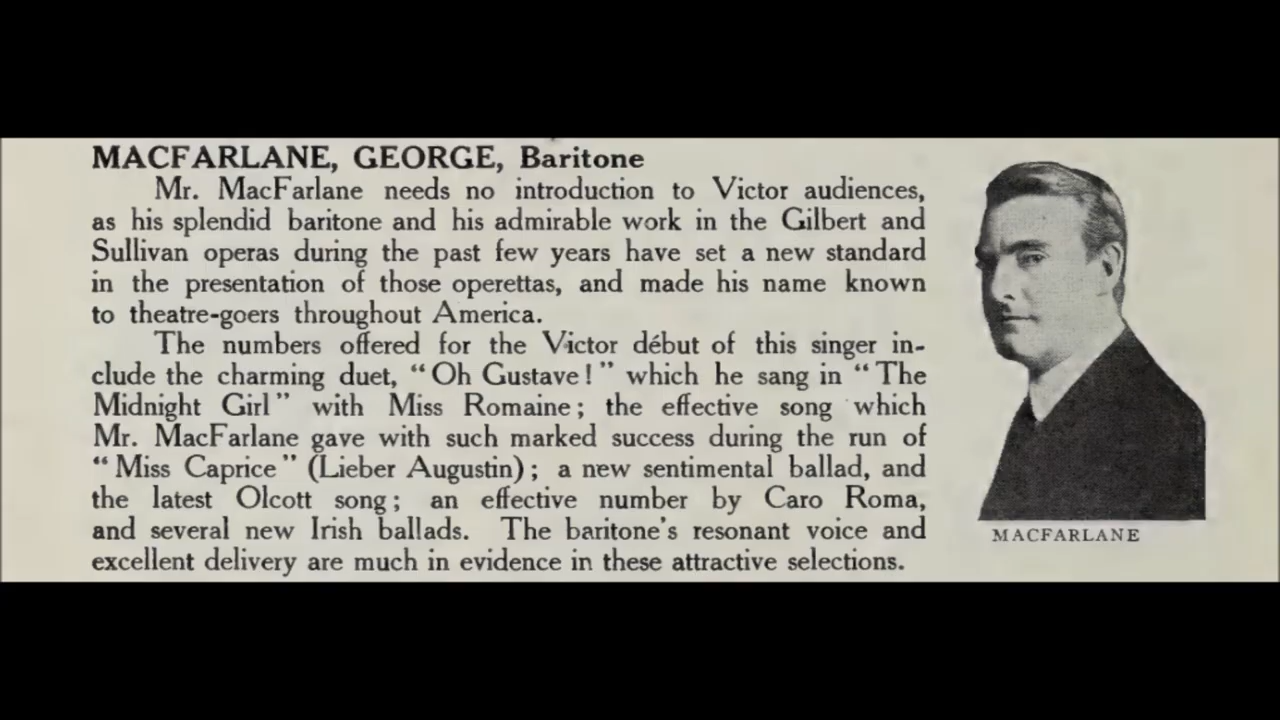 MACFARLANE, GEORGE, Baritone
Mr. MacFarlane needs no introduction to Victor audiences,
as his splendid baritone and his admirable work in the Gilbert and
Sullivan operas during the past few years have set a new standard
in the presentation of those operettas, and made his name known
to theatre-goers throughout America.
The numbers offered for the Victor début of this singer in-
clude the charming duet, “Oh Gustave!” which he sang in “The
Midnight Girl” with Miss Romaine; the effective song which
Mr. MacFarlane gave with such marked success during the run of
“Miss Caprice” (Lieber Augustin); a new sentimental ballad, and
the latest Olcott song; an effective number by Caro Roma,
and several new Irish ballads. The baritone's resonant voice and
excellent delivery are much in evidence in these attractive selections.
MACFARLANE